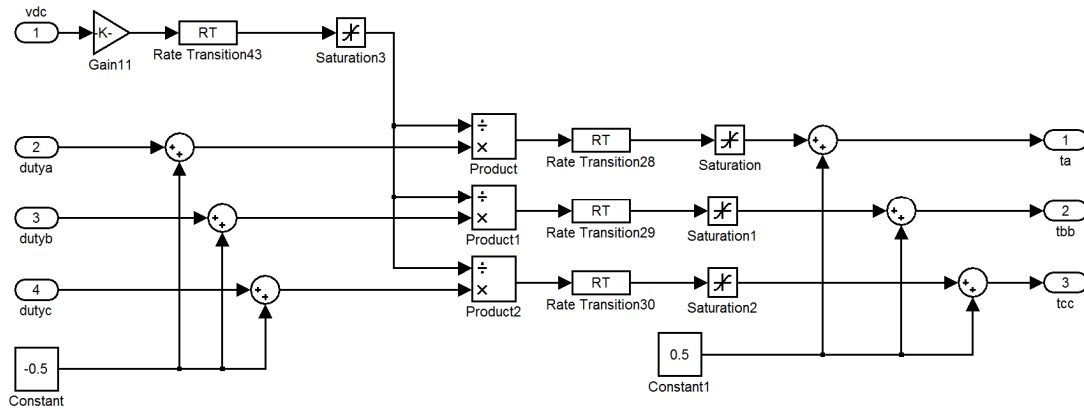 vdc
1
-K-
Gain11
RT
Rate Transition43
Saturation3
2
dutya
+
+
÷
×
Product
RT
Rate Transition28
Saturation
+
+
1
ta
3
dutyb
+
+
÷
×
Product1
RT
Rate Transition29
Saturation1
+
+
2
tbb
4
dutyc
+
+
÷
×
Product2
RT
Rate Transition30
Saturation2
+
+
3
tcc
-0.5
Constant
0.5
Constant1